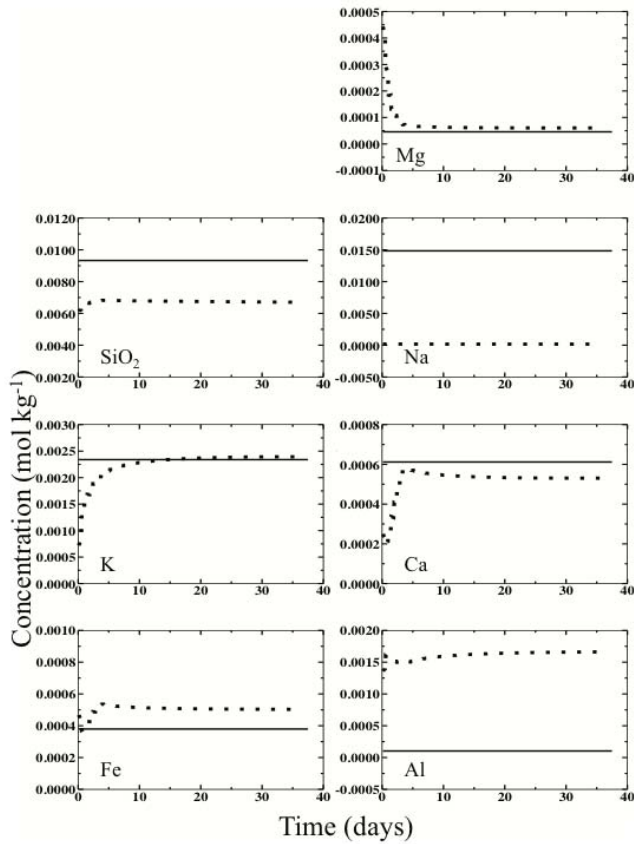 0.0005
0.0004
0.0003
0.0002
0.0001
0.0000
-0.0001
Mg
0 10 20 30 40
0.0120
0.0100
0.0080
0.0060
0.0040
0.0020
SiO₂
0 10 20 30 40
0.0200
0.0150
0.0100
0.0050
0.0000
-0.0050
Na
0 10 20 30 40
0.0030
0.0025
0.0020
0.0015
0.0010
0.0005
0.0000
K
0 10 20 30 40
0.0008
0.0006
0.0004
0.0002
0.0000
Ca
0 10 20 30 40
0.0010
0.0008
0.0006
0.0004
0.0002
0.0000
Fe
0 10 20 30 40
0.0020
0.0015
0.0010
0.0005
0.0000
-0.0005
Al
0 10 20 30 40
Concentration (mol kg⁻¹)
Time (days)